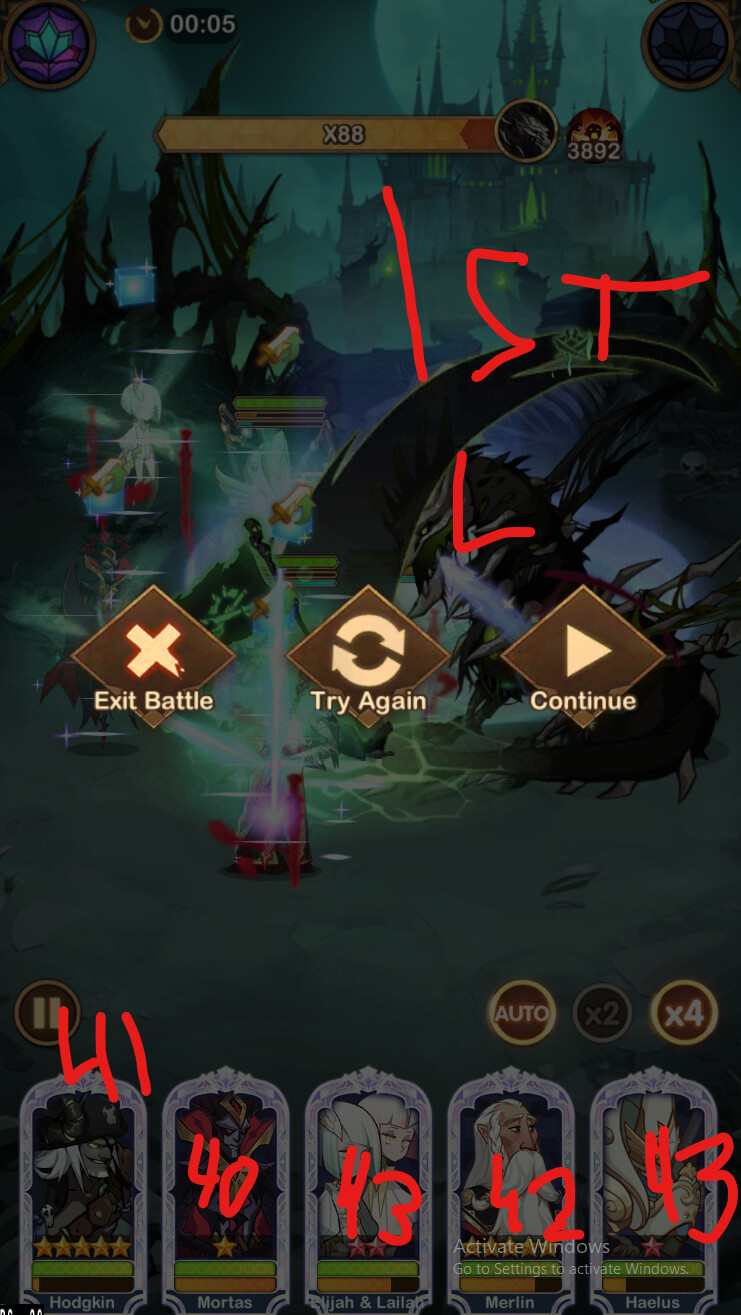 00:05
X88
3892
1ST
L
Exit Battle
Try Again
Continue
AUTO
x2
x4
41
40
43
42
43
Activate Windows
Go to Settings to activate Windows.
Hodgkin
Mortas
Elijah & Lailah
Merlin
Haelus